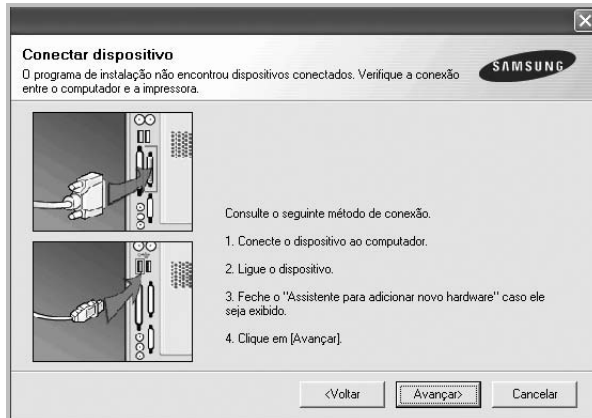 Conectar dispositivo
O programa de instalação não encontrou dispositivos conectados. Verifique a conexão
entre o computador e a impressora.
SAMSUNG
Consulte o seguinte método de conexão.
1. Conecte o dispositivo ao computador.
2. Ligue o dispositivo.
3. Feche o "Assistente para adicionar novo hardware" caso ele
seja exibido.
4. Clique em [Avançar].
<Voltar
Avançar>
Cancelar